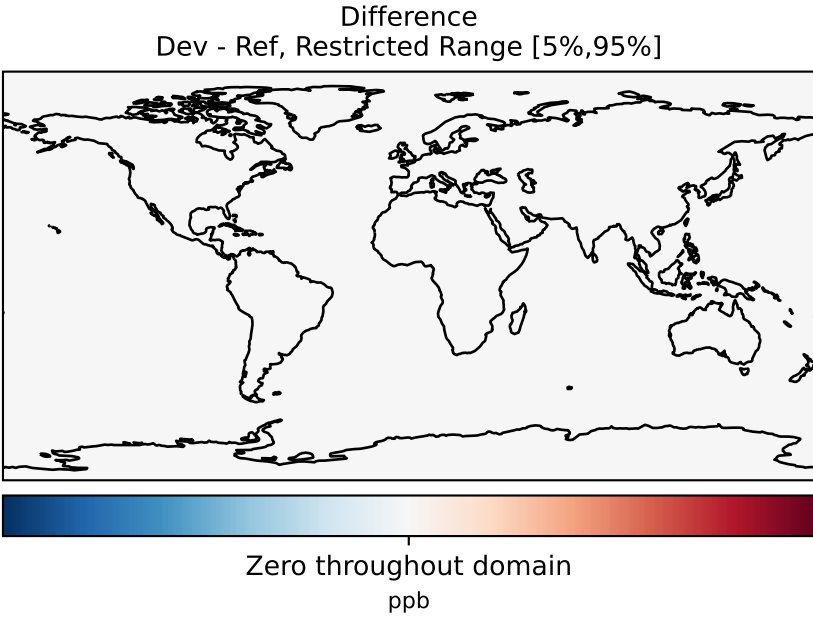 Difference
Dev - Ref, Restricted Range [5%,95%]
Zero throughout domain
ppb